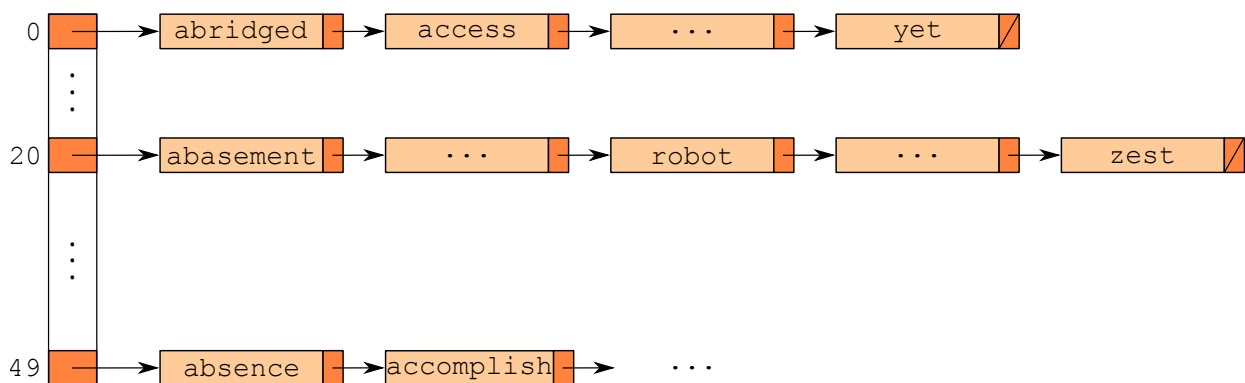 0 abridged access ... yet
⋮
20 abasement ... robot ... zest
⋮
49 absence accomplish ...